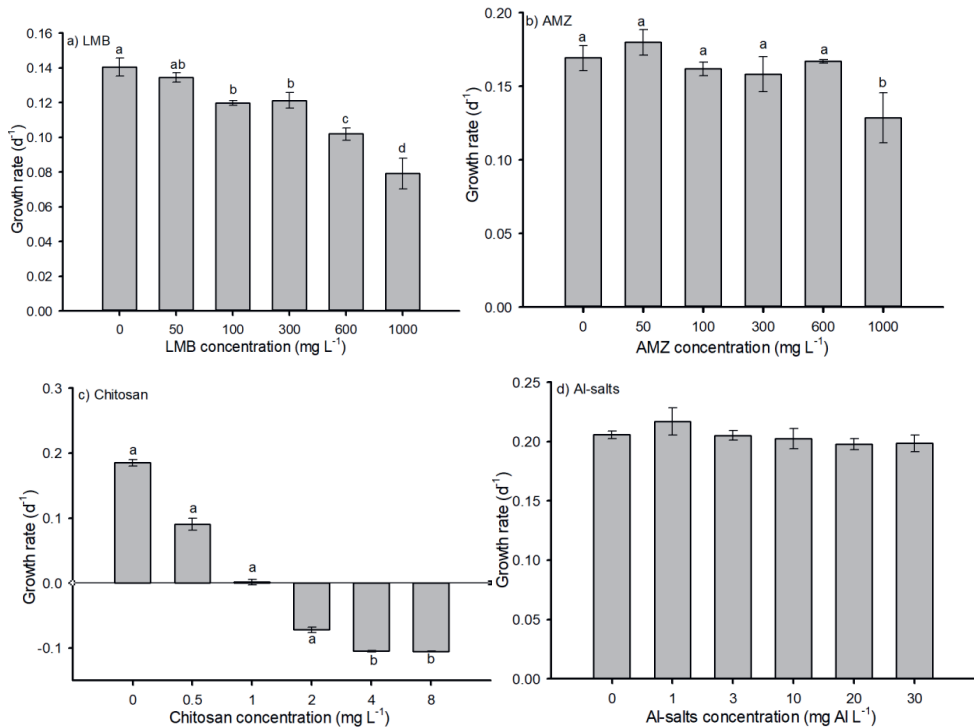 a) LMB
Growth rate (d⁻¹)
0.16
0.14
0.12
0.10
0.08
0.06
0.04
0.02
0.00
a
ab
b
b
c
d
0 50 100 300 600 1000
LMB concentration (mg L⁻¹)
b) AMZ
Growth rate (d⁻¹)
0.20
0.15
0.10
0.05
0.00
a
a
a
a
a
b
0 50 100 300 600 1000
AMZ concentration (mg L⁻¹)
c) Chitosan
Growth rate (d⁻¹)
0.3
0.2
0.1
0.0
-0.1
a
a
a
a
b
b
0 0.5 1 2 4 8
Chitosan concentration (mg L⁻¹)
d) Al-salts
Growth rate (d⁻¹)
0.25
0.20
0.15
0.10
0.05
0.00
0 1 3 10 20 30
Al-salts concentration (mg Al L⁻¹)